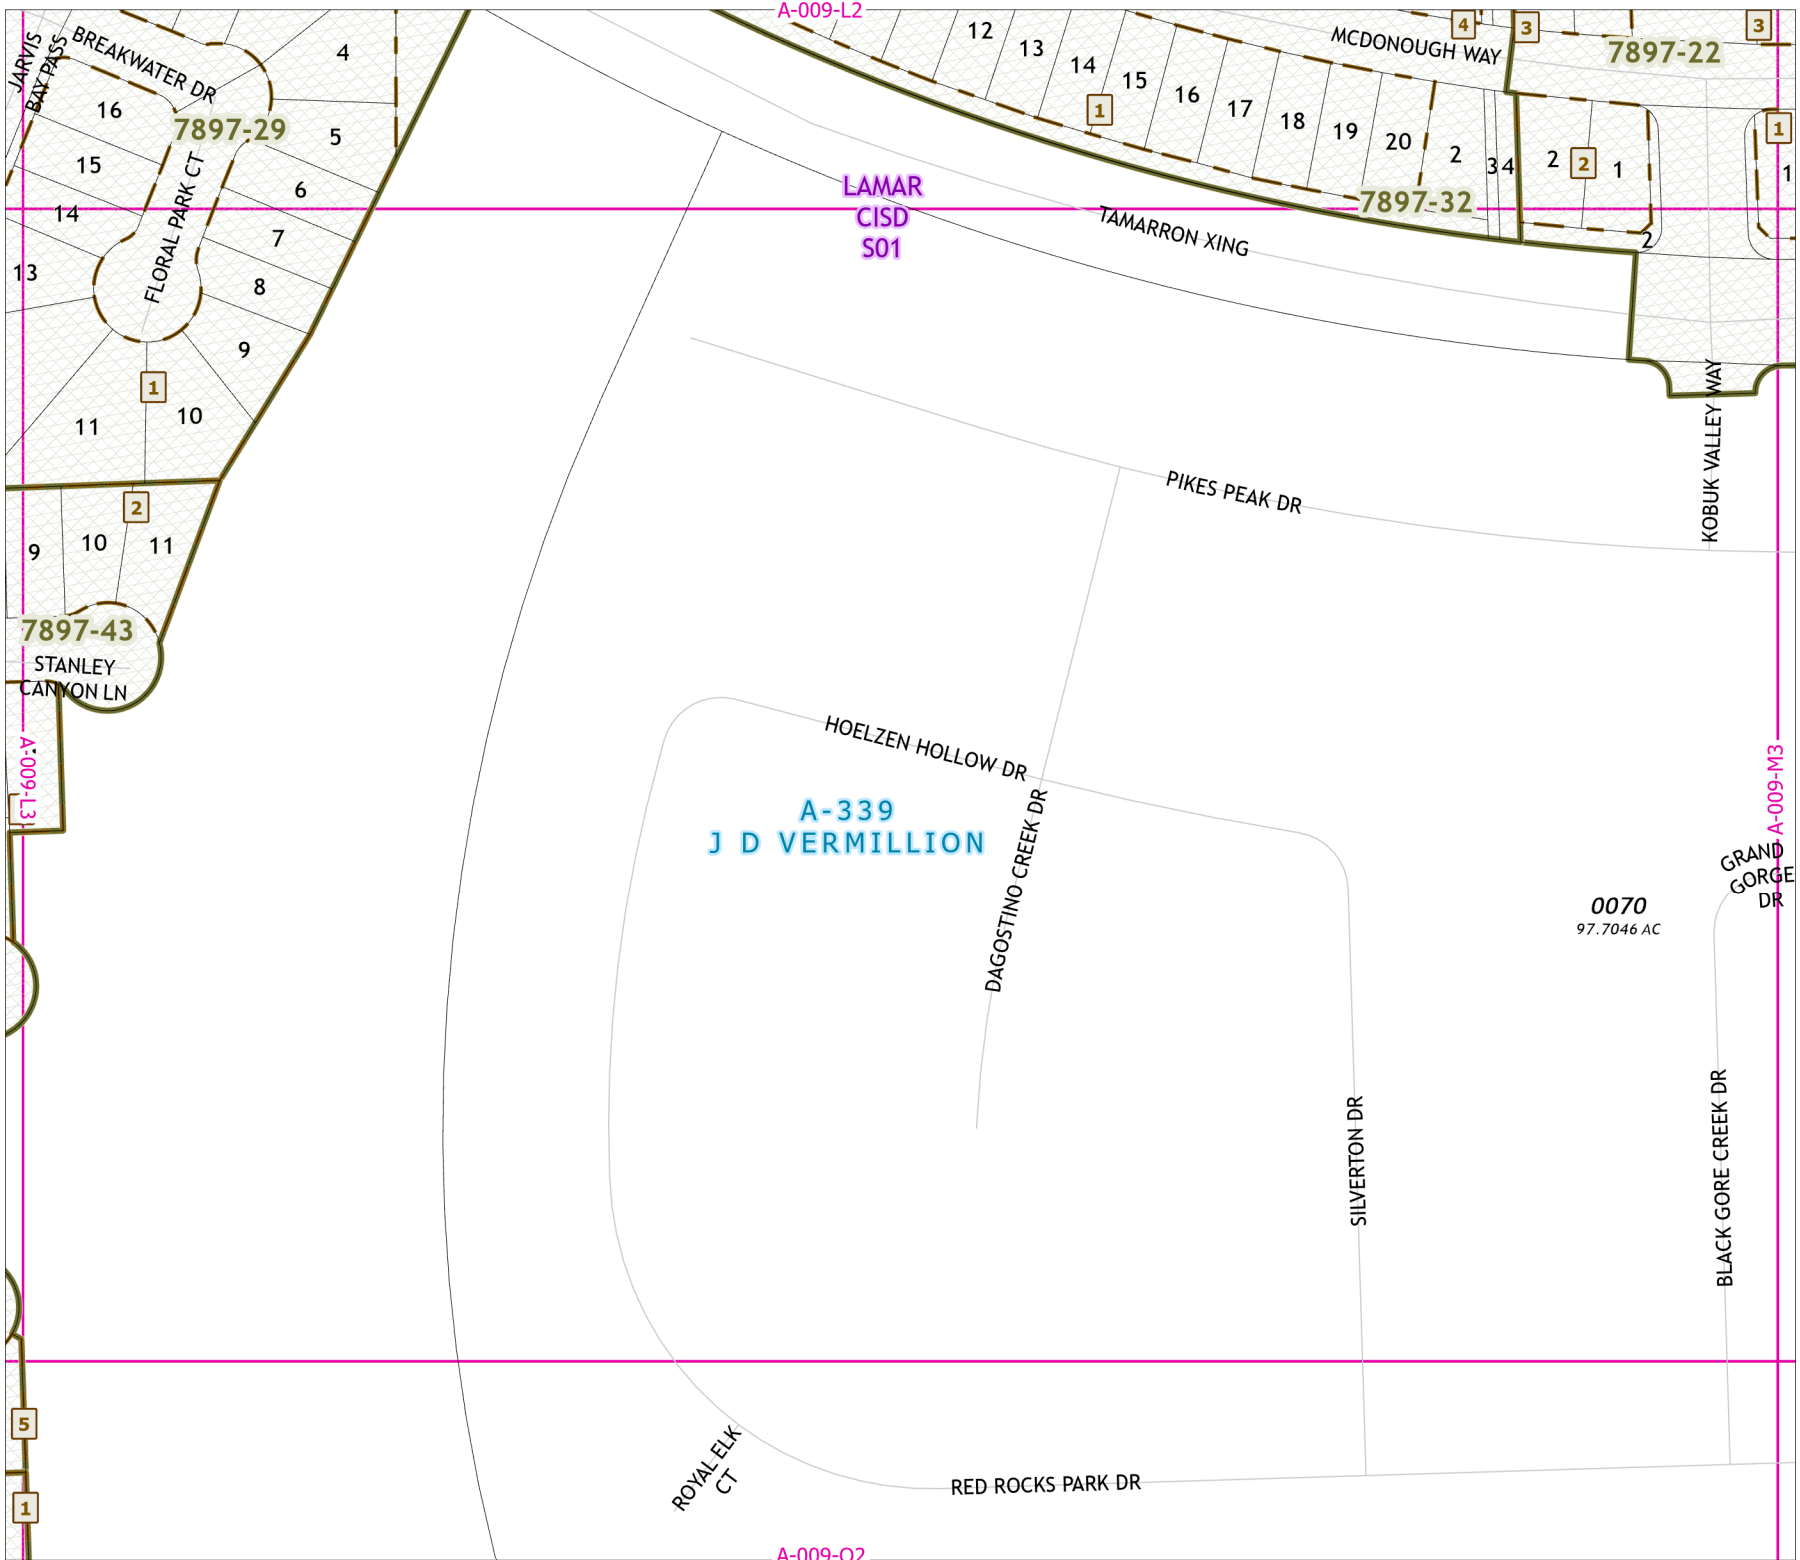 A-009-L2
JARVIS
BAY PASS
BREAKWATER DR
4
12
13
14
15
16
17
18
19
20
MCDONOUGH WAY
4
3
3
7897-22
16
7897-29
5
1
2
3
4
2
2
1
1
1
15
6
LAMAR
CISD
S01
7897-32
14
FLORAL PARK CT
7
TAMARRON XING
2
13
8
9
1
10
11
KOBUK VALLEY WAY
PIKES PEAK DR
2
9
10
11
7897-43
STANLEY
CANYON LN
A-009-L3
HOELZEN HOLLOW DR
A-009-M3
A-339
J D VERMILLION
DAGOSTINO CREEK DR
GRAND
GORGE
DR
0070
97.7046 AC
SILVERTON DR
BLACK GORE CREEK DR
5
ROYAL ELK
CT
RED ROCKS PARK DR
1
A-009-O2